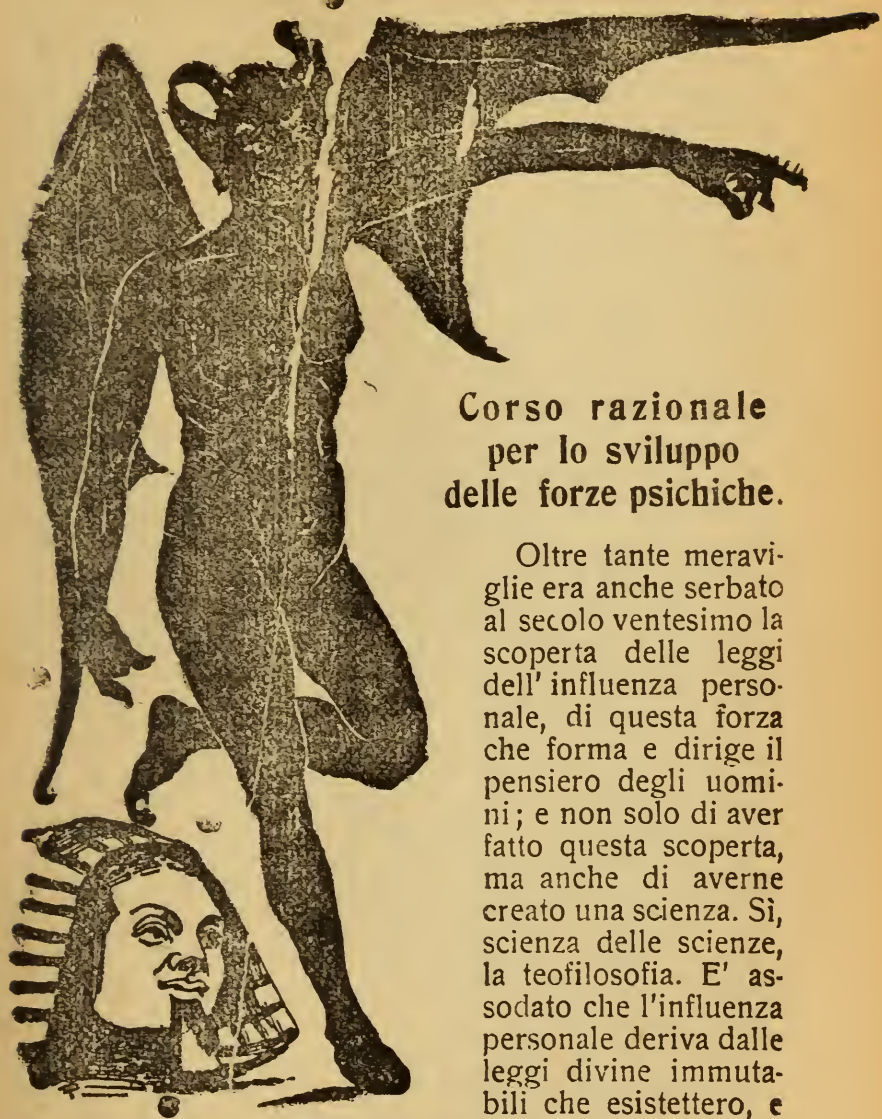 Corso razionale
per lo sviluppo
delle forze psichiche.
Oltre tante meravi-
glie era anche serbato
al secolo ventesimo la
scoperta delle leggi
dell' influenza perso-
nale, di questa forza
che forma e dirige il
pensiero degli uomi-
ni; e non solo di aver
fatto questa scoperta,
ma anche di averne
creato una scienza. Sì,
scienza delle scienze,
la teofilosofia. E' as-
sodato che l'influenza
personale deriva dalle
leggi divine immuta-
bili che esistettero, e